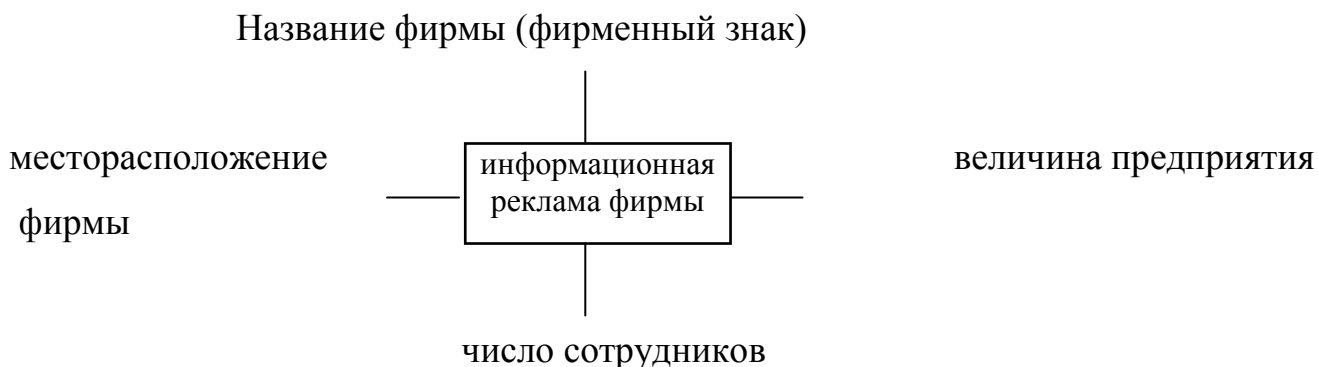 Название фирмы (фирменный знак)
месторасположение
фирмы
информационная
реклама фирмы
величина предприятия
число сотрудников